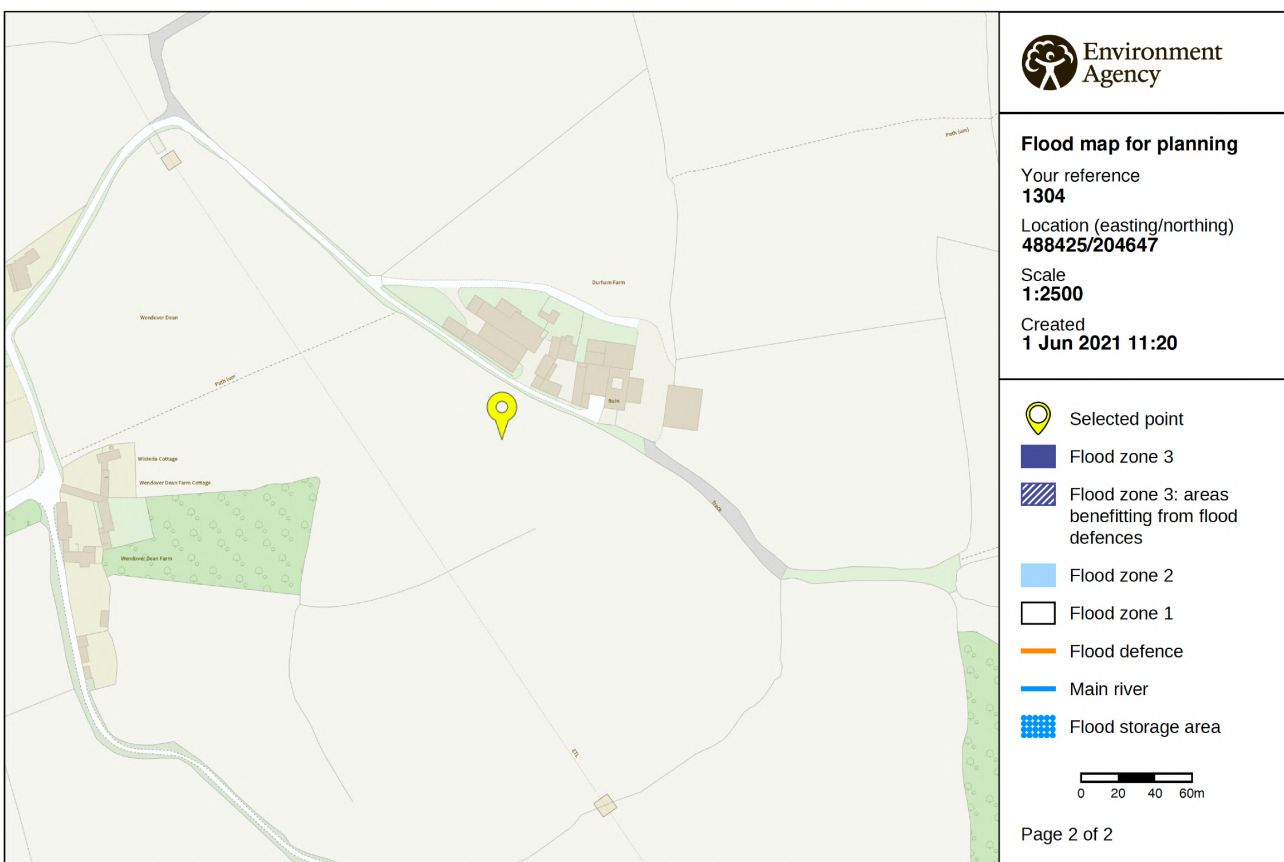 Path (um)
Durham Farm
Wendover Dean
Path (um)
Ruin
Wisteria Cottage
Wendover Dean Farm Cottage
Track
Wendover Dean Farm
ETL
Environment
Agency
Flood map for planning
Your reference
1304
Location (easting/northing)
488425/204647
Scale
1:2500
Created
1 Jun 2021 11:20
Selected point
Flood zone 3
Flood zone 3: areas
benefitting from flood
defences
Flood zone 2
Flood zone 1
Flood defence
Main river
Flood storage area
0 20 40 60m
Page 2 of 2